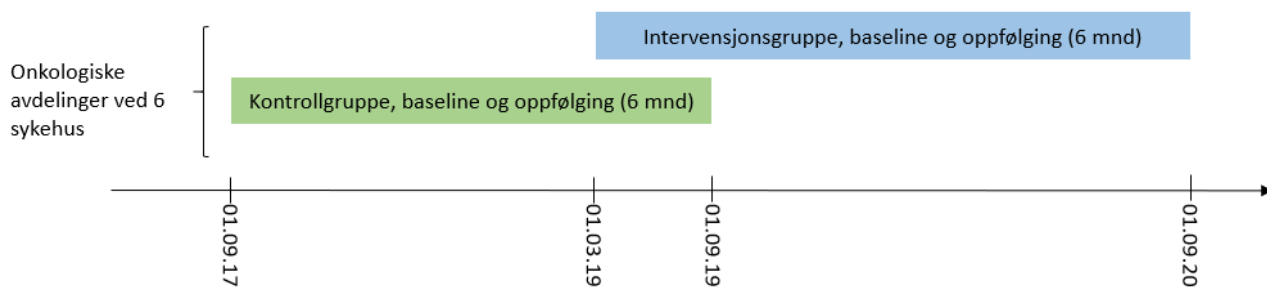 Intervensjonsgruppe, baseline og oppfølging (6 mnd)
Onkologiske
avdelinger ved 6
sykehus
Kontrollgruppe, baseline og oppfølging (6 mnd)
01.09.17
01.03.19
01.09.19
01.09.20